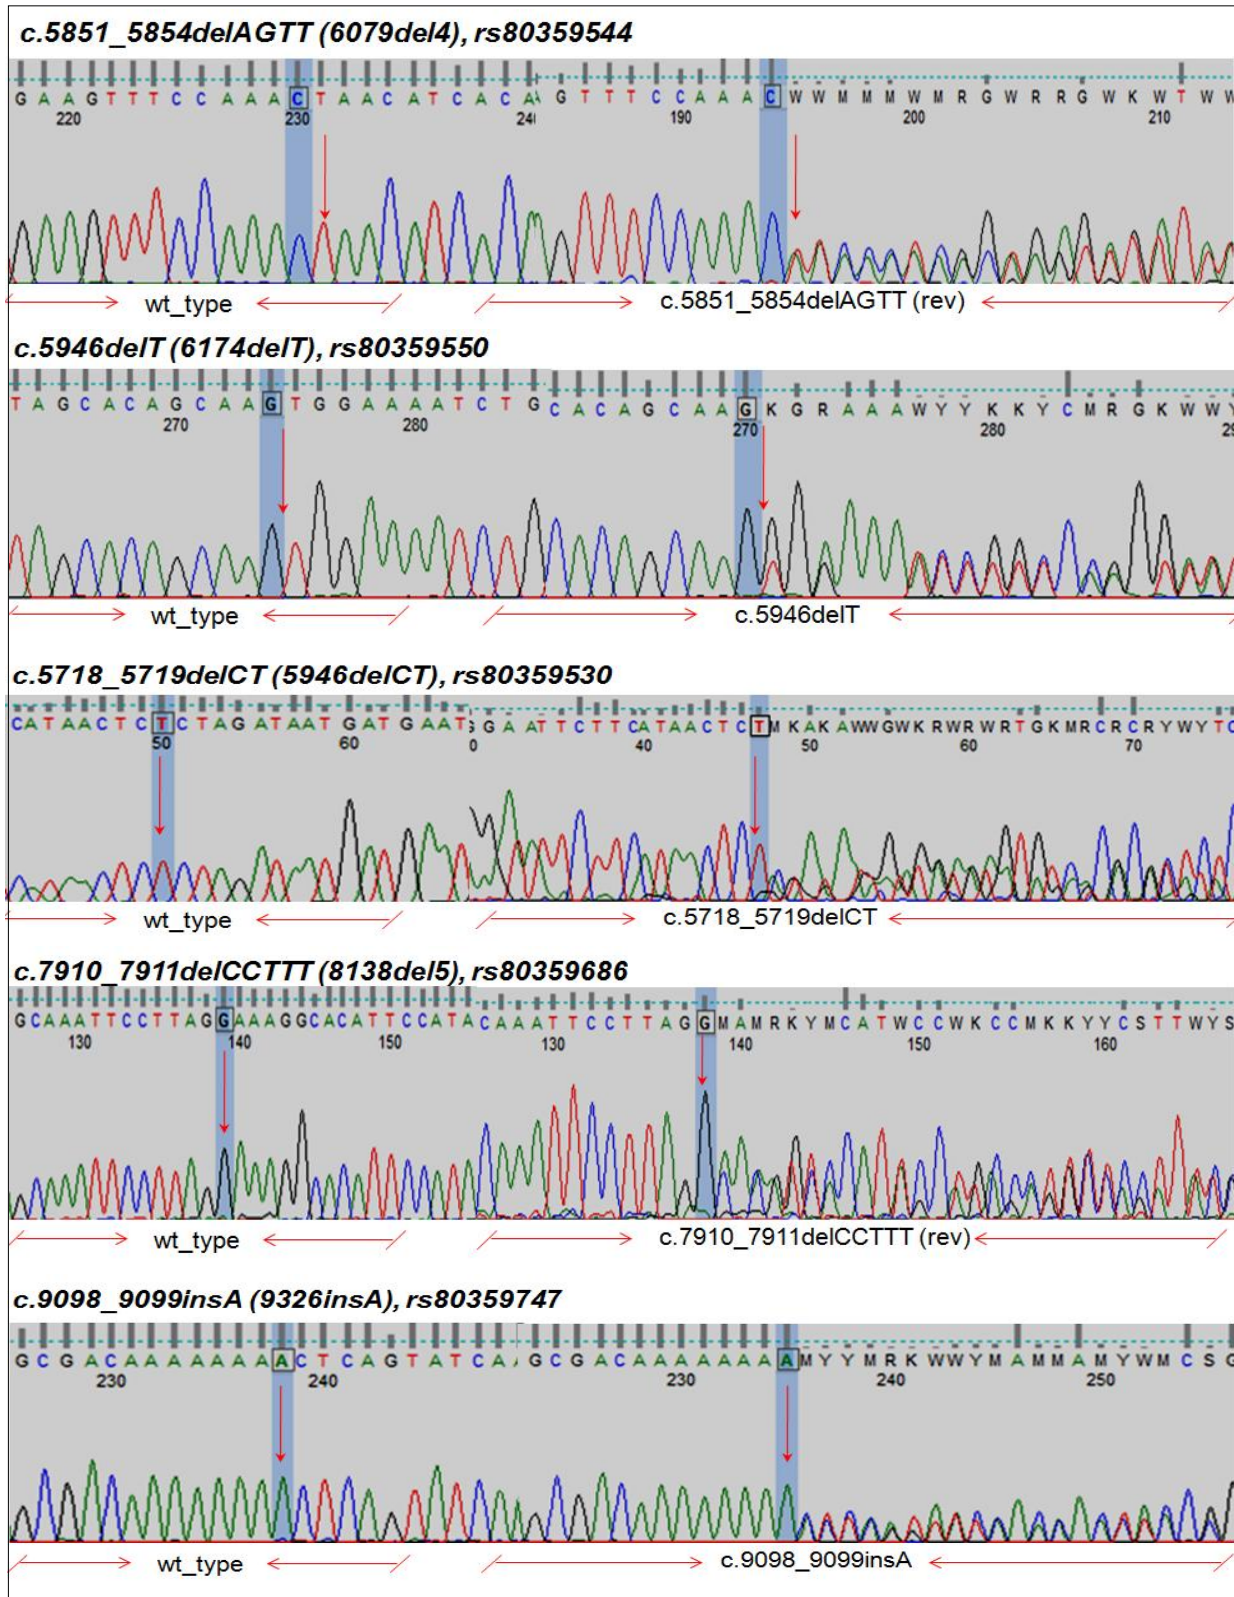 c.5851_5854delAGTT (6079del4), rs80359544
G A A G T T T C C A A A C T A A C A T C A C A A G T T T C C A A A C W W M M M W M R G W R R G W K W T W W
220 230 240 190 200 210
wt_type c.5851_5854delAGTT (rev)
c.5946delT (6174delT), rs80359550
T A G C A C A G C A A G T G G A A A A T C T G C A C A G C A A G K G R A A A W Y Y K K Y C M R G K W W Y
270 280 270 280 29
wt_type c.5946delT
c.5718_5719delCT (5946delCT), rs80359530
C A T A A C T C T C T A G A T A A T G A T G A A T G G A A T T C T T C A T A A C T C T M K A K A W W G W K R W R W R T G K M R C R C R Y W Y T C
50 60 0 40 50 60 70
wt_type c.5718_5719delCT
c.7910_7911delCCTTT (8138del5), rs80359686
G C A A A T T C C T T A G G A A A G G C A C A T T C C A T A C A A A T T C C T T A G G M A M R K Y M C A T W C C W K C C M K K Y Y C S T T W Y S
130 140 150 130 140 150 160
wt_type c.7910_7911delCCTTT (rev)
c.9098_9099insA (9326insA), rs80359747
G C G A C A A A A A A A A C T C A G T A T C A A G C G A C A A A A A A A A M Y Y M R K W W Y M A M M A M Y W M C S G
230 240 230 240 250
wt_type c.9098_9099insA